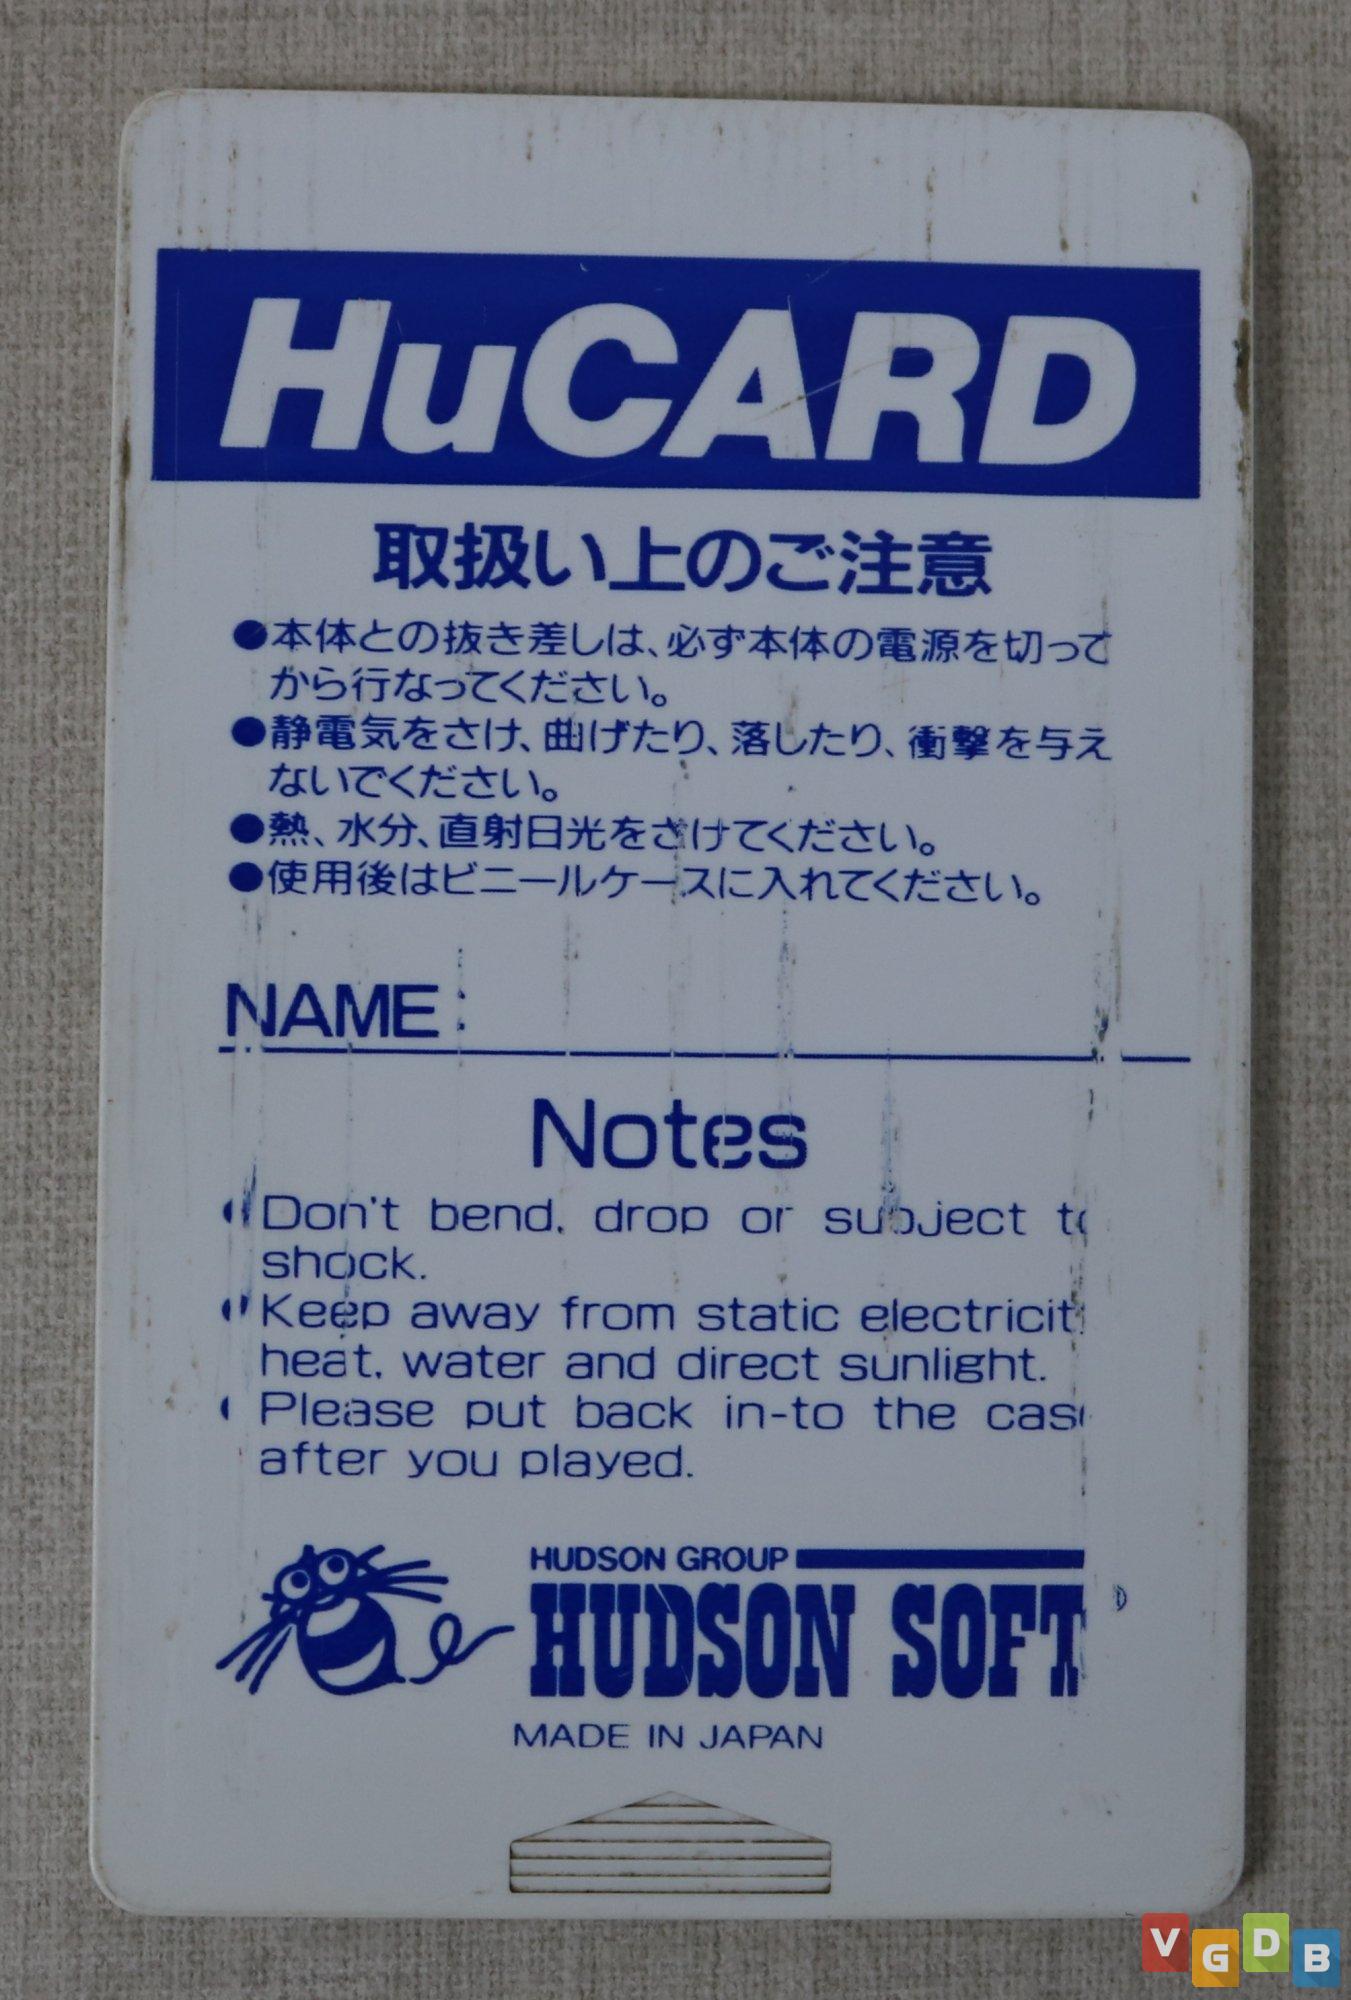 HuCARD
取扱い上のご注意
●本体との抜き差しは、必ず本体の電源を切って
から行なってください。
●静電気をさけ、曲げたり、落したり、衝撃を与え
ないでください。
●熱、水分、直射日光をさけてください。
●使用後はビニールケースに入れてください。
NAME:
Notes
●Don't bend, drop or subject to
shock.
●Keep away from static electricity
heat, water and direct sunlight.
●Please put back in-to the case
after you played.
HUDSON GROUP
HUDSON SOFT
MADE IN JAPAN
VGDB